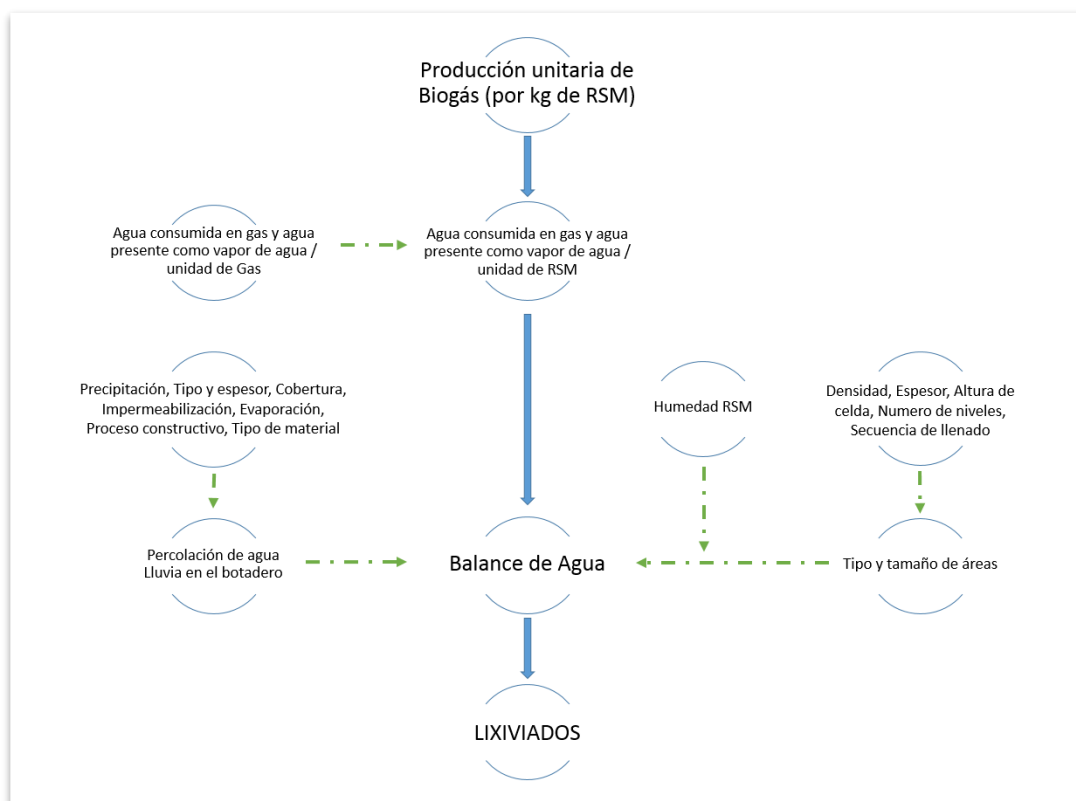 Producción unitaria de
Biogás (por kg de RSM)
Agua consumida en gas y agua
presente como vapor de agua /
unidad de Gas
Agua consumida en gas y agua
presente como vapor de agua /
unidad de RSM
Precipitación, Tipo y espesor, Cobertura,
Impermeabilización, Evaporación,
Proceso constructivo, Tipo de material
Humedad RSM
Densidad, Espesor, Altura de
celda, Numero de niveles,
Secuencia de llenado
Percolación de agua
Lluvia en el botadero
Balance de Agua
Tipo y tamaño de áreas
LIXIVIADOS